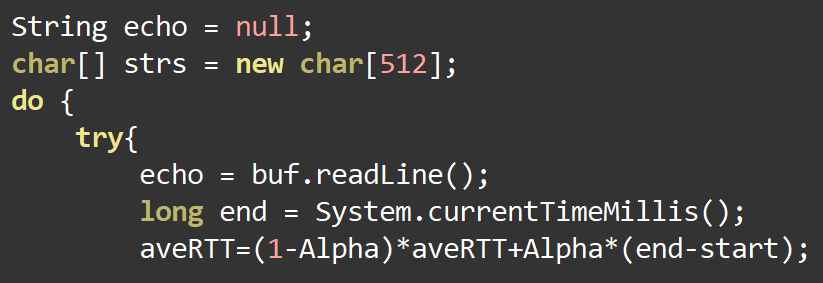 String echo = null;
char[] strs = new char[512];
do {
    try{
        echo = buf.readLine();
        long end = System.currentTimeMillis();
        aveRTT=(1-Alpha)*aveRTT+Alpha*(end-start);